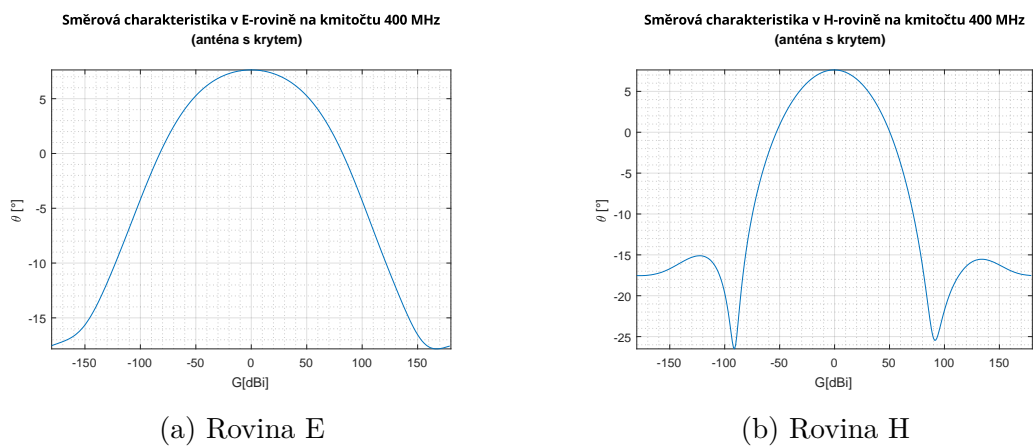 Směrová charakteristika v E-rovině na kmitočtu 400 MHz
(anténa s krytem)
5
0
-5
-10
-15
θ [°]
-150 -100 -50 0 50 100 150
G[dBi]
(a) Rovina E
Směrová charakteristika v H-rovině na kmitočtu 400 MHz
(anténa s krytem)
5
0
-5
-10
-15
-20
-25
θ [°]
-150 -100 -50 0 50 100 150
G[dBi]
(b) Rovina H